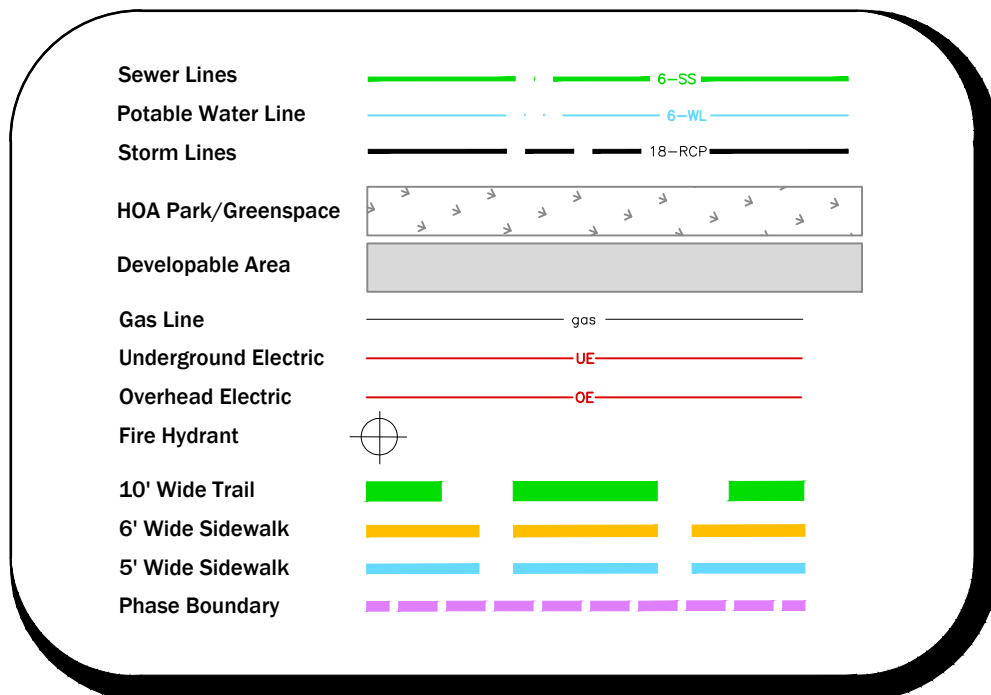 Sewer Lines 6-SS
Potable Water Line 6-WL
Storm Lines 18-RCP
HOA Park/Greenspace
Developable Area
Gas Line gas
Underground Electric UE
Overhead Electric OE
Fire Hydrant
10' Wide Trail
6' Wide Sidewalk
5' Wide Sidewalk
Phase Boundary